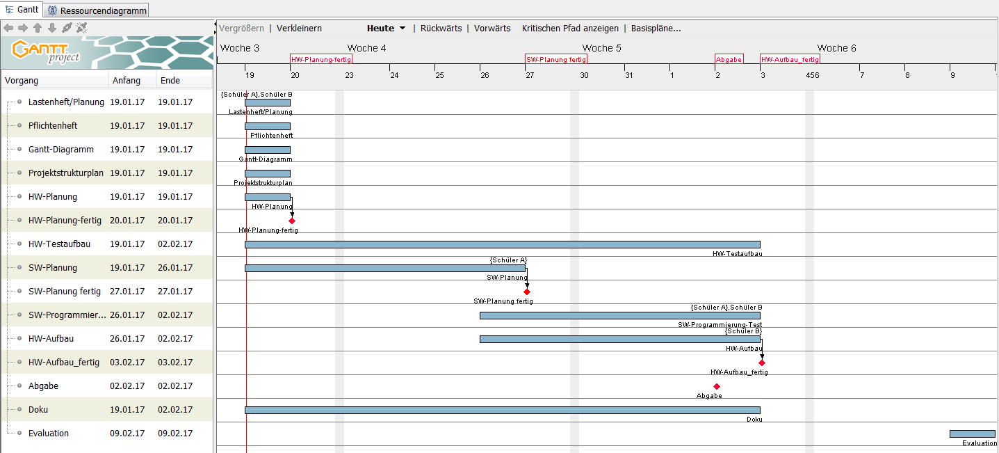 Gantt Ressourcendiagramm
Vergrößern | Verkleinern Heute | Rückwärts | Vorwärts Kritischen Pfad anzeigen | Basispläne...
GANTT project
Woche 3 Woche 4 Woche 5 Woche 6
HW-Planung-fertig SW-Planung fertig Abgabe HW-Aufbau_fertig
19 20 23 24 25 26 27 30 31 1 2 3 456 7 8 9
Vorgang Anfang Ende
{Schüler A},Schüler B
Lastenheft/Planung 19.01.17 19.01.17
Lastenheft/Planung
Pflichtenheft 19.01.17 19.01.17
Pflichtenheft
Gantt-Diagramm 19.01.17 19.01.17
Gantt-Diagramm
Projektstrukturplan 19.01.17 19.01.17
Projektstrukturplan
HW-Planung 19.01.17 19.01.17
HW-Planung
HW-Planung-fertig 20.01.17 20.01.17
HW-Planung-fertig
HW-Testaufbau 19.01.17 02.02.17
HW-Testaufbau
{Schüler A}
SW-Planung 19.01.17 26.01.17
SW-Planung
SW-Planung fertig 27.01.17 27.01.17
SW-Planung fertig
{Schüler A},Schüler B
SW-Programmier... 26.01.17 02.02.17
SW-Programmierung-Test
{Schüler B}
HW-Aufbau 26.01.17 02.02.17
HW-Aufbau
HW-Aufbau_fertig 03.02.17 03.02.17
HW-Aufbau_fertig
Abgabe 02.02.17 02.02.17
Abgabe
Doku 19.01.17 02.02.17
Doku
Evaluation 09.02.17 09.02.17
Evaluation